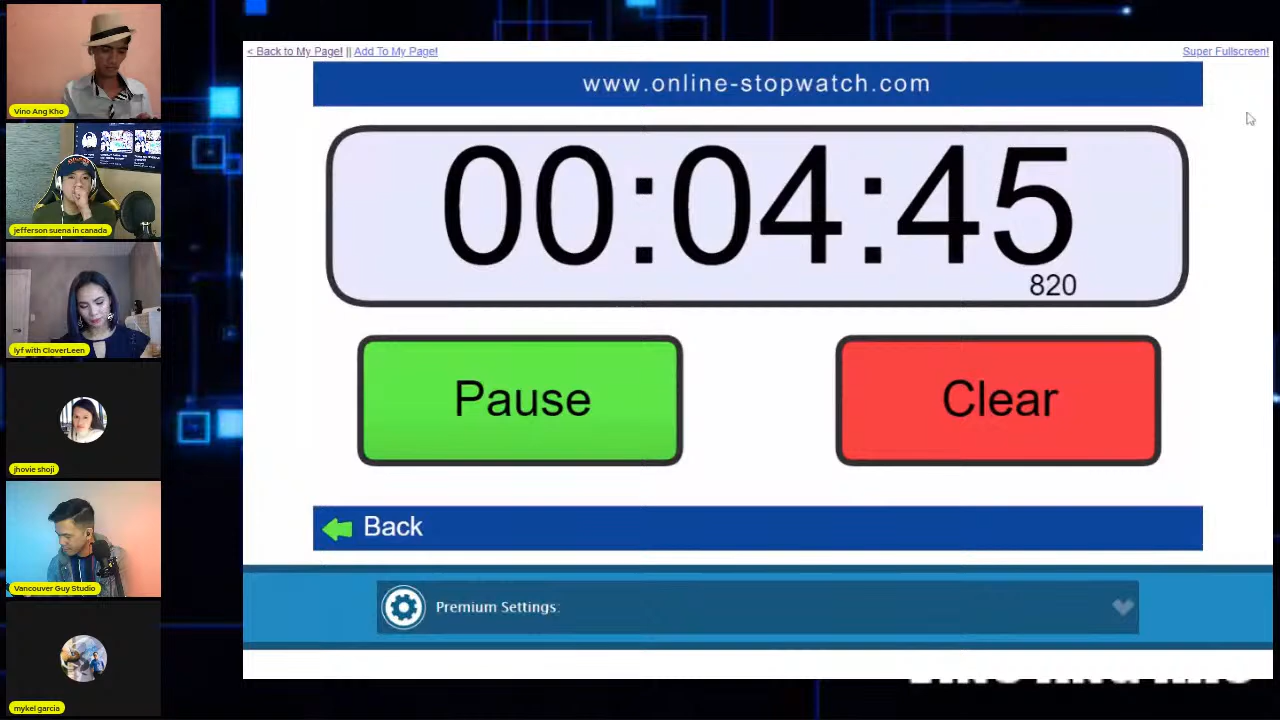 Vino Ang Kho
jefferson suena in canada
lyf with CloverLeen
jhovie shoji
Vancouver Guy Studio
mykel garcia
< Back to My Page! || Add To My Page!
Super Fullscreen!
www.online-stopwatch.com
00:04:45
820
Pause
Clear
Back
Premium Settings: